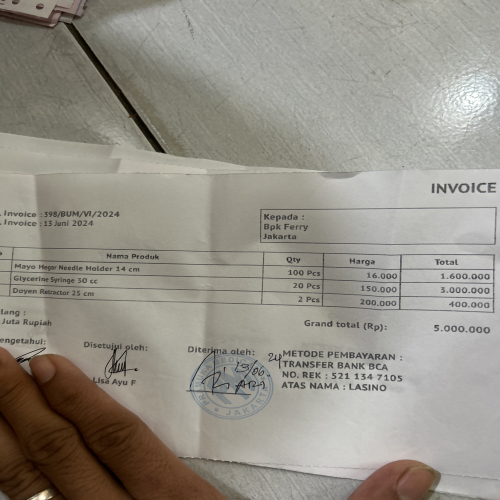 INVOICE
Invoice : 398/BUM/VI/2024
Invoice : 13 Juni 2024
Kepada :
Bpk Ferry
Jakarta
Nama Produk Qty Harga Total
Mayo Hegar Needle Holder 14 cm 100 Pcs 16.000 1.600.000
Glycerine Syringe 50 cc 20 Pcs 150.000 3.000.000
Doyen Retractor 25 cm 2 Pcs 200.000 400.000
Grand total (Rp): 5.000.000
Juta Rupiah
Disetujui oleh:
Diterima oleh:
13/06- 24
Lisa Ayu F
JAKARTA
METODE PEMBAYARAN :
TRANSFER BANK BCA
NO. REK : 521 134 7105
ATAS NAMA : LASINO